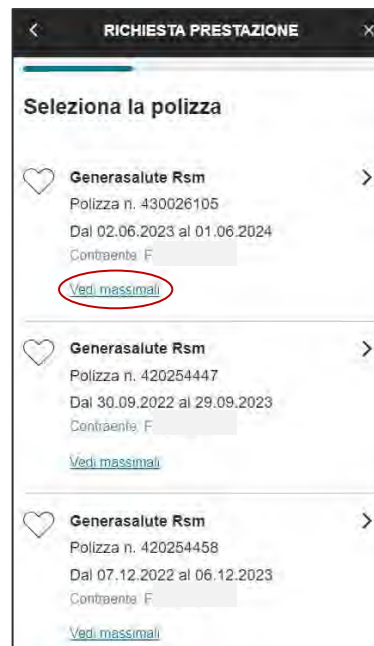 RICHIESTA PRESTAZIONE
Seleziona la polizza
Generasalute Rsm
Polizza n. 430026105
Dal 02.06.2023 al 01.06.2024
Contraente F
Vedi massimali
Generasalute Rsm
Polizza n. 420254447
Dal 30.09.2022 al 29.09.2023
Contraente F
Vedi massimali
Generasalute Rsm
Polizza n. 420254458
Dal 07.12.2022 al 06.12.2023
Contraente F
Vedi massimali